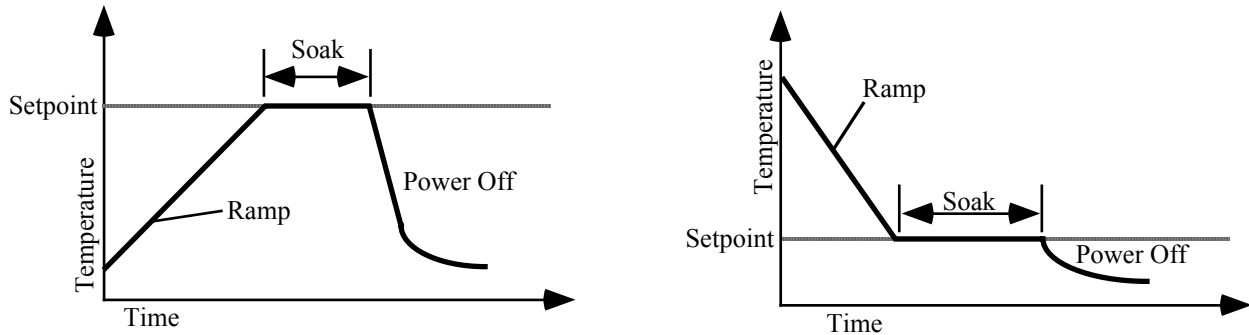 Soak
Setpoint
Temperature
Ramp
Power Off
Time
Temperature
Ramp
Soak
Setpoint
Power Off
Time